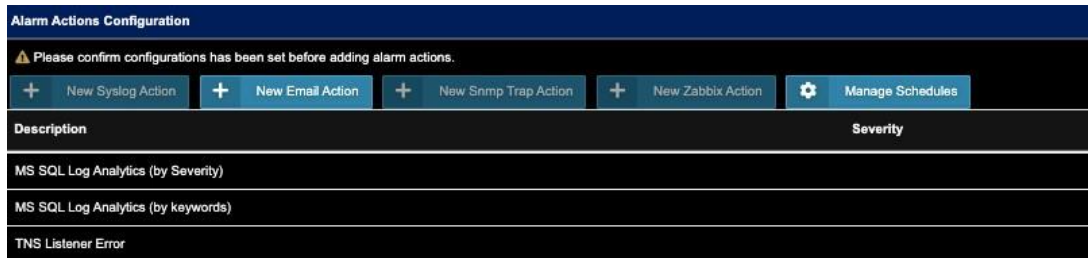 Alarm Actions Configuration
Please confirm configurations has been set before adding alarm actions.
New Syslog Action New Email Action New Snmp Trap Action New Zabbix Action Manage Schedules
Description Severity
MS SQL Log Analytics (by Severity)
MS SQL Log Analytics (by keywords)
TNS Listener Error